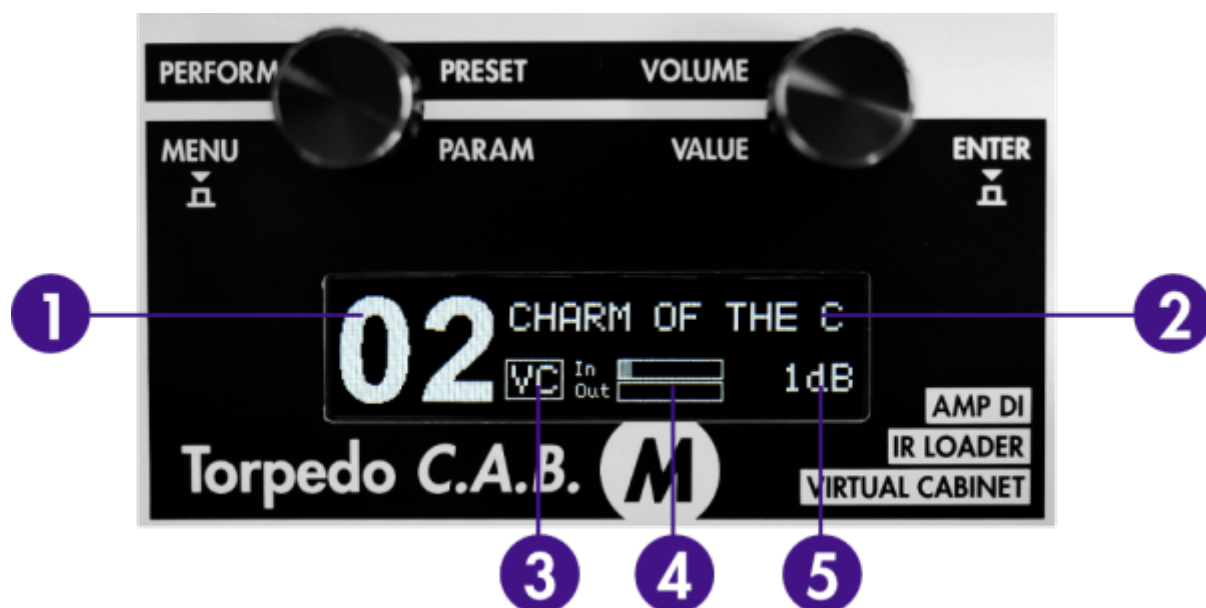 PERFORM PRESET VOLUME
MENU PARAM VALUE ENTER
1 02 CHARM OF THE C 2
VC In 1dB
Out
AMP DI
IR LOADER
Torpedo C.A.B. M VIRTUAL CABINET
3 4 5